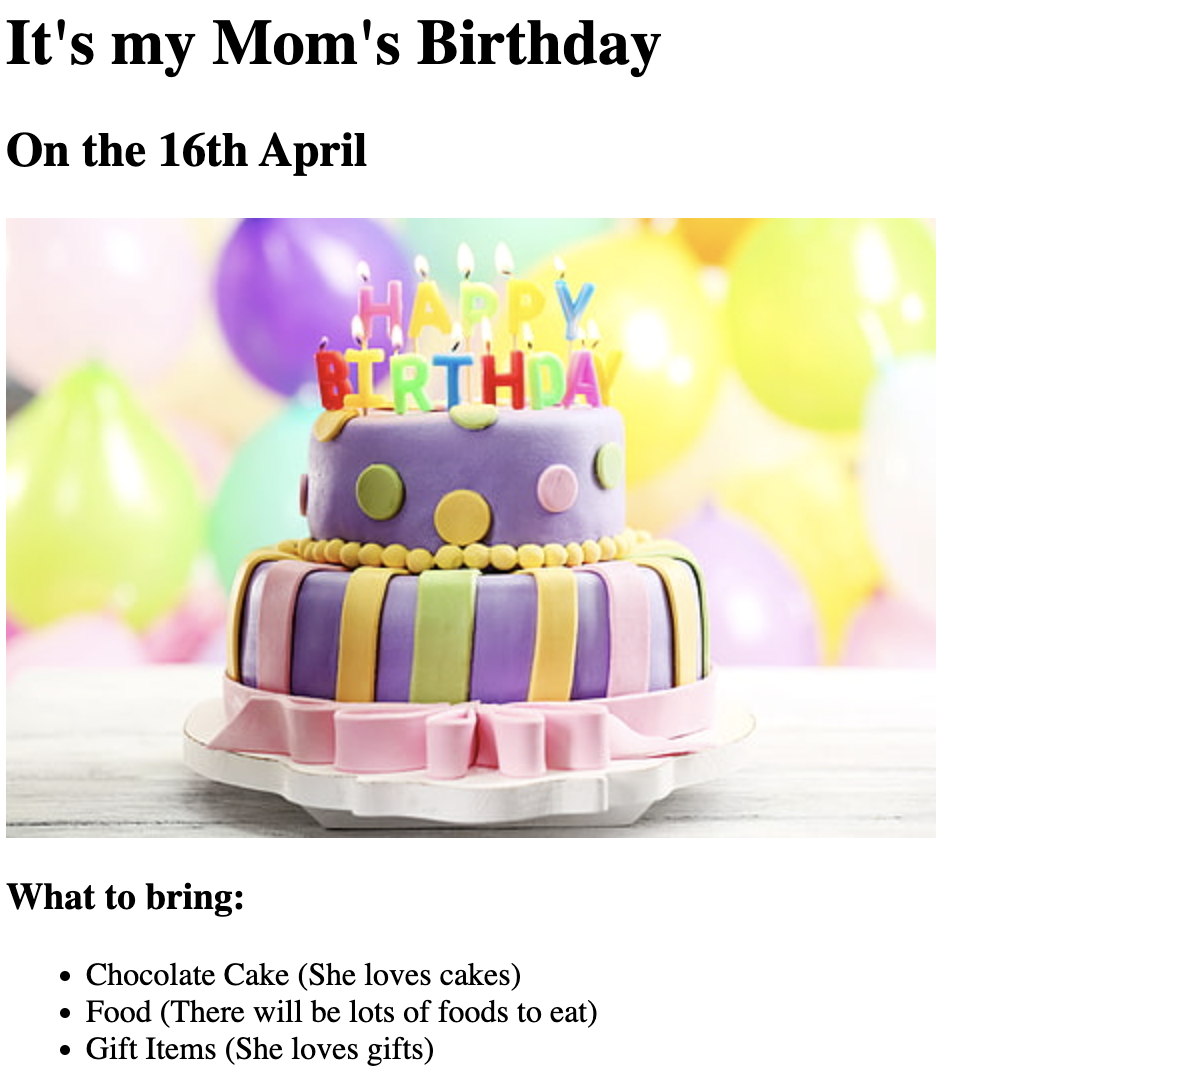 It's my Mom's Birthday
On the 16th April
HAPPY
BIRTHDAY
What to bring:
Chocolate Cake (She loves cakes)
Food (There will be lots of foods to eat)
Gift Items (She loves gifts)